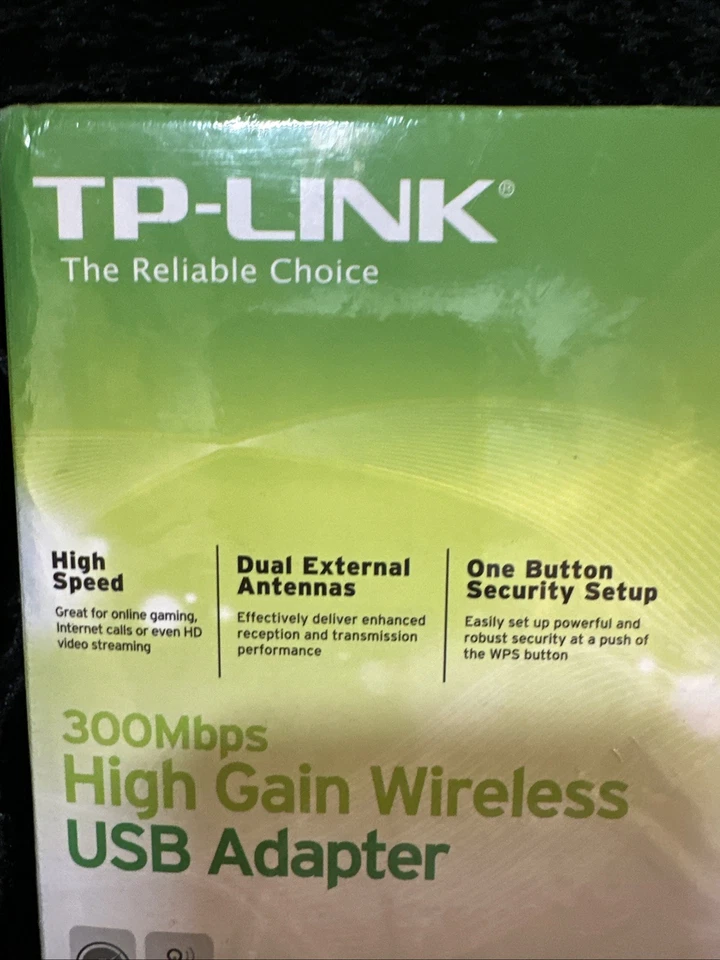 TP-LINK®
The Reliable Choice
High
Speed
Great for online gaming,
Internet calls or even HD
video streaming
Dual External
Antennas
Effectively deliver enhanced
reception and transmission
performance
One Button
Security Setup
Easily set up powerful and
robust security at a push of
the WPS button
300Mbps
High Gain Wireless
USB Adapter